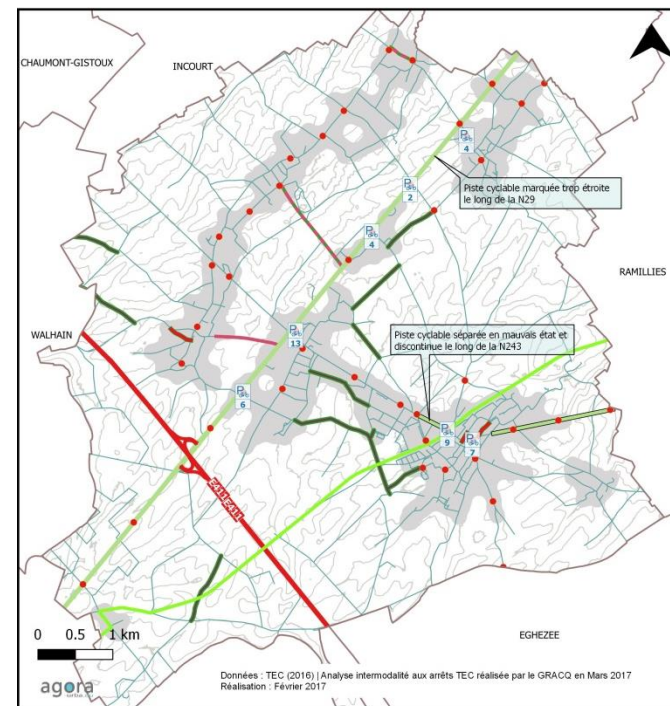 CHAUMONT-GISTOUX
INCOURT
P
4
Piste cyclable marquée trop étroite
le long de la N29
P
2
P
4
RAMILLIES
WALHAIN
P
13
Piste cyclable séparée en mauvais état et
discontinue le long de la N243
P
6
P
9
P
7
E411E411
0 0.5 1 km
EGHEZEE
Données : TEC (2016) | Analyse intermodalité aux arrêts TEC réalisée par le GRACQ en Mars 2017
Réalisation : Février 2017
agora